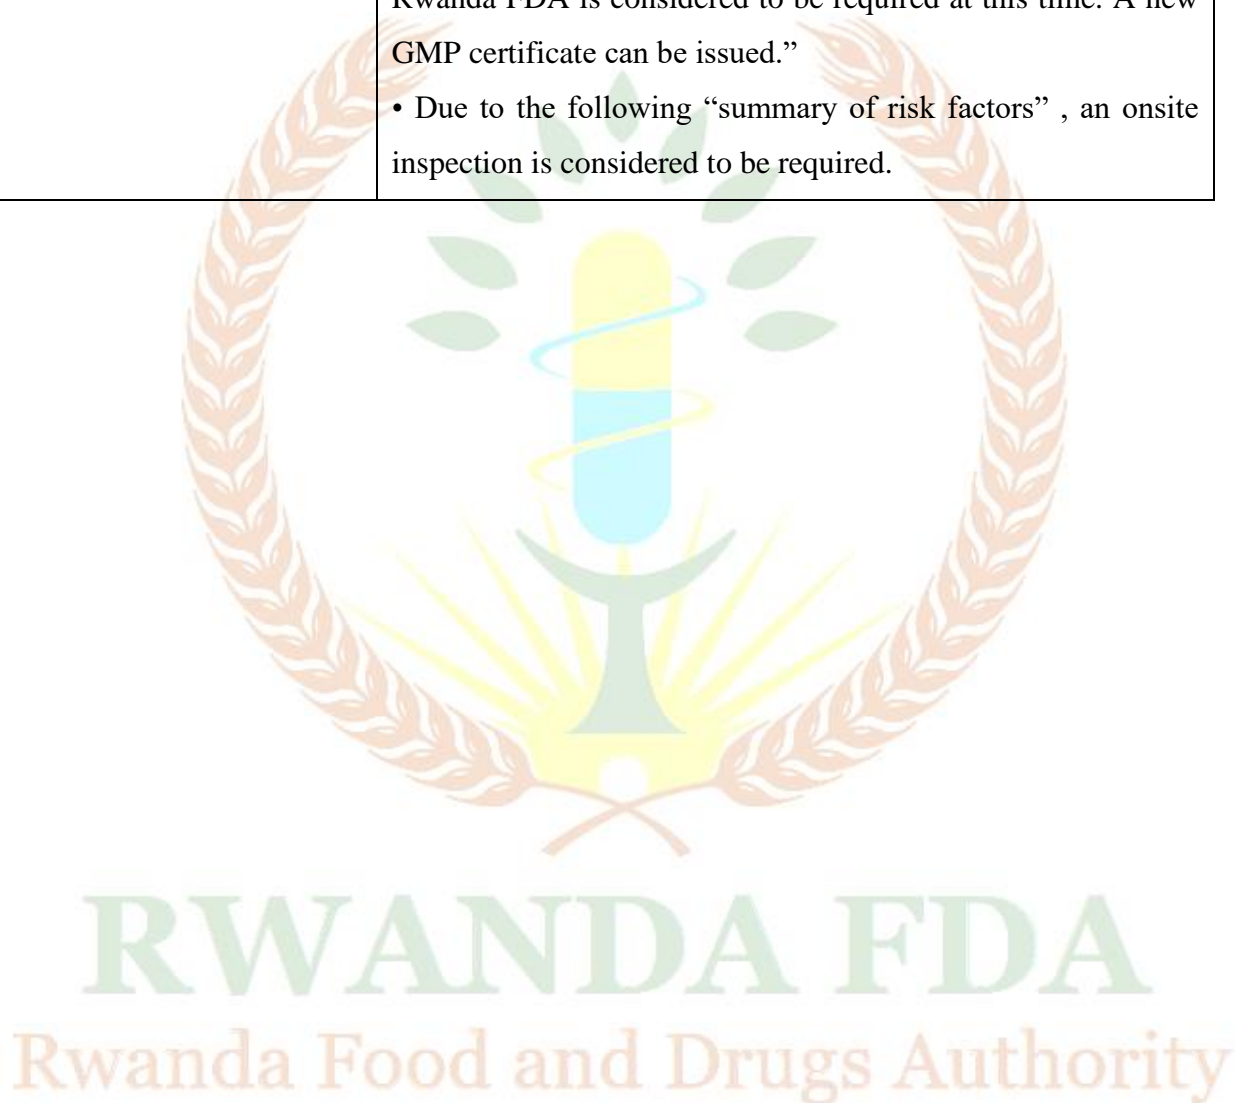 Rwanda FDA is considered to be required at this time. A new
GMP certificate can be issued.”
• Due to the following “summary of risk factors” , an onsite
inspection is considered to be required.
RWANDA FDA
Rwanda Food and Drugs Authority